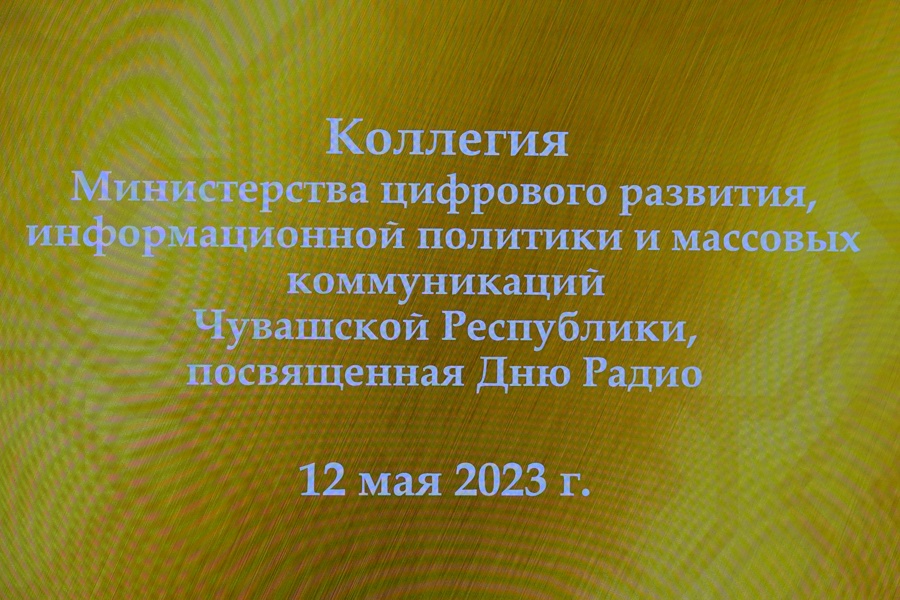 Коллегия
Министерства цифрового развития,
информационной политики и массовых
коммуникаций
Чувашской Республики,
посвященная Дню Радио
12 мая 2023 г.